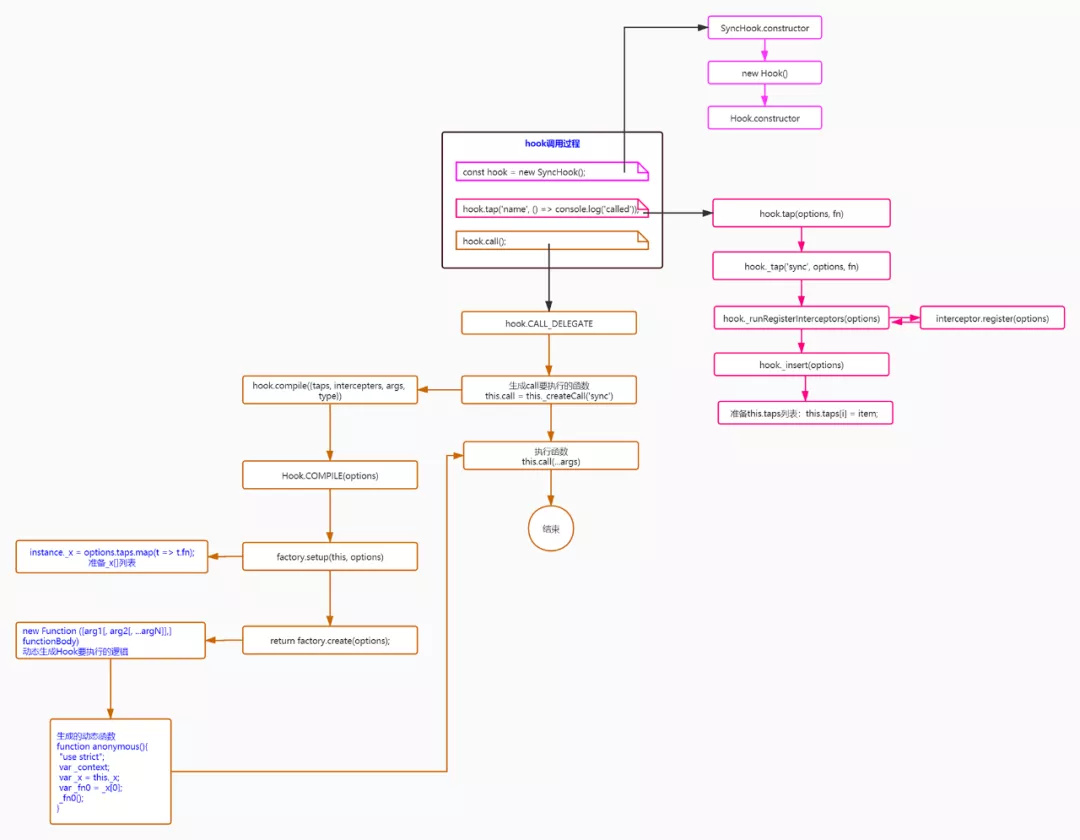 SyncHook.constructor
new Hook()
Hook.constructor
hook调用过程
const hook = new SyncHook();
hook.tap('name', () => console.log('called'));
hook.call();
hook.tap(options, fn)
hook._tap('sync', options, fn)
hook._runRegisterInterceptors(options)
interceptor.register(options)
hook._insert(options)
准备this.taps列表：this.taps[i] = item;
hook.CALL_DELEGATE
生成call要执行的函数
this.call = this._createCall('sync')
hook.compile({taps, intercepters, args,
type})
执行函数
this.call(...args)
结束
Hook.COMPILE(options)
factory.setup(this, options)
instance._x = options.taps.map(t => t.fn);
准备_x[]列表
return factory.create(options);
new Function ([arg1[, arg2[, ...argN]],]
functionBody)
动态生成Hook要执行的逻辑
生成的动态函数
function anonymous(){
"use strict";
var _context;
var _x = this._x;
var _fn0 = _x[0];
_fn0();
}